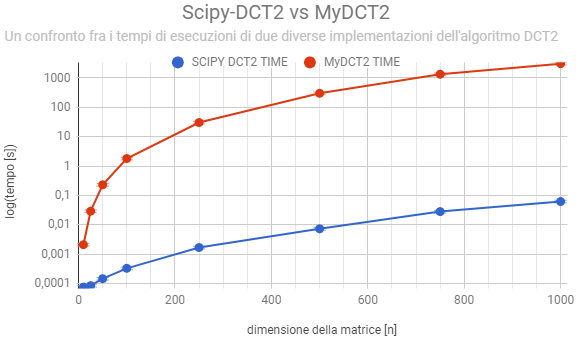 Scipy-DCT2 vs MyDCT2
Un confronto fra i tempi di esecuzioni di due diverse implementazioni dell'algoritmo DCT2
SCIPY DCT2 TIME MyDCT2 TIME
1000
100
10
1
0,1
0,01
0,001
0,0001
log(tempo [s])
0 200 400 600 800 1000
dimensione della matrice [n]